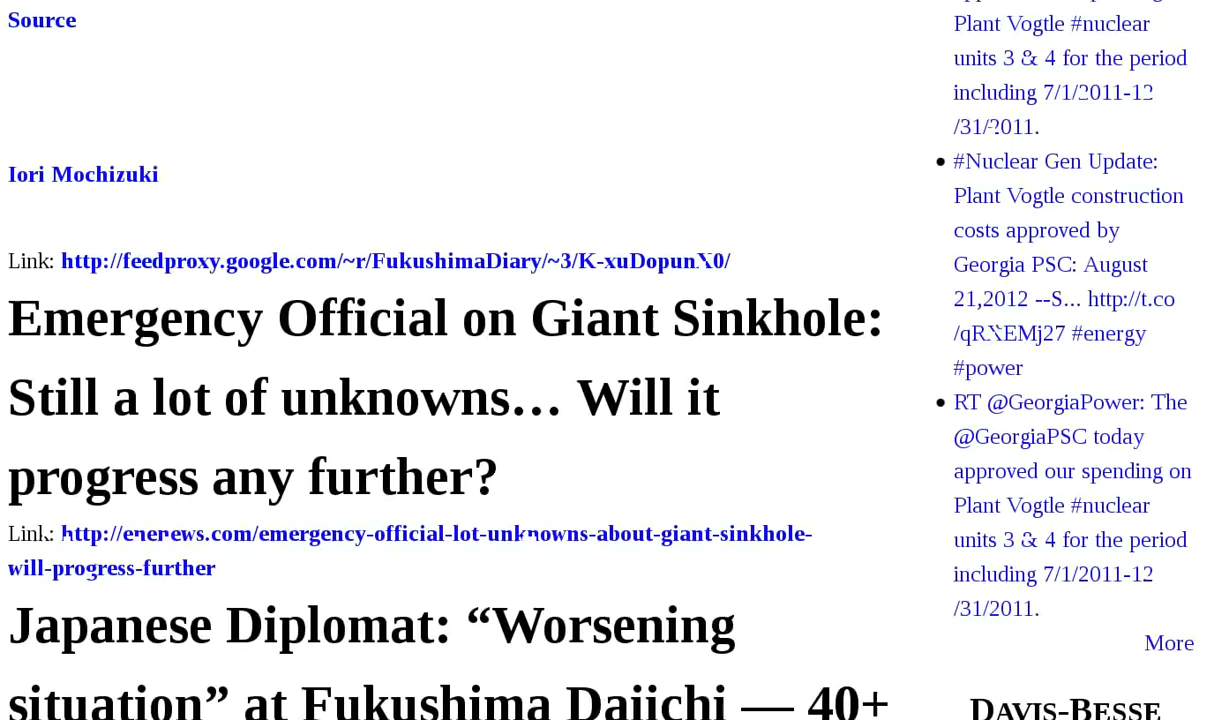 Source
Iori Mochizuki
Link: http://feedproxy.google.com/~r/FukushimaDiary/~3/K-xuDopunX0/
Emergency Official on Giant Sinkhole:
Still a lot of unknowns… Will it
progress any further?
Link: http://enenews.com/emergency-official-lot-unknowns-about-giant-sinkhole-
will-progress-further
Japanese Diplomat: “Worsening
situation” at Fukushima Daiichi — 40+
Plant Vogtle #nuclear
units 3 & 4 for the period
including 7/1/2011-12
/31/2011.
#Nuclear Gen Update:
Plant Vogtle construction
costs approved by
Georgia PSC: August
21,2012 --S... http://t.co
/qRXEMj27 #energy
#power
RT @GeorgiaPower: The
@GeorgiaPSC today
approved our spending on
Plant Vogtle #nuclear
units 3 & 4 for the period
including 7/1/2011-12
/31/2011.
More
DAVIS-BESSE